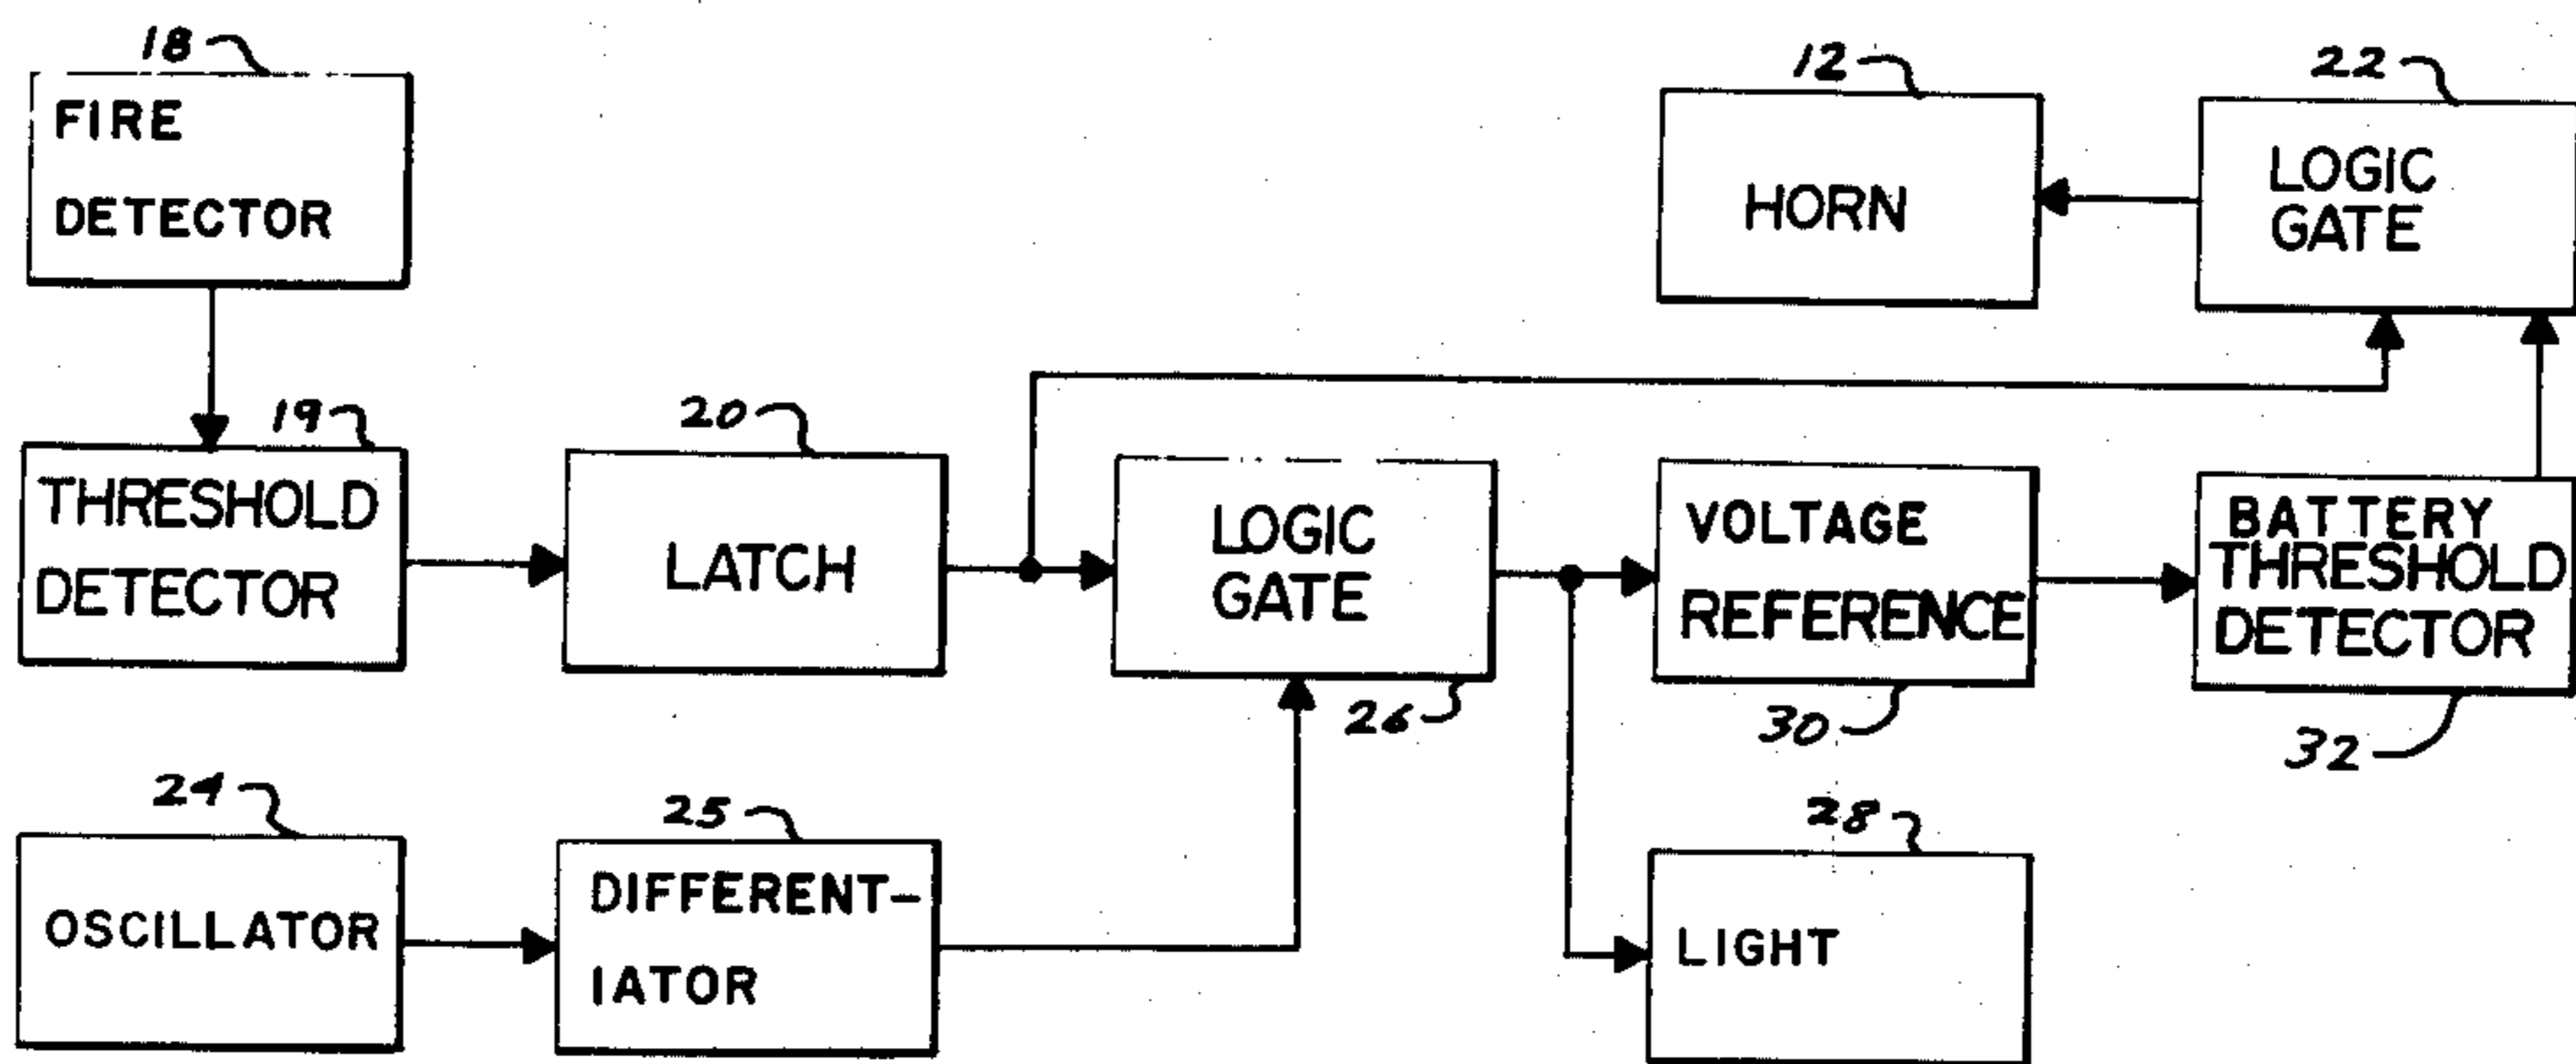 18
FIRE
DETECTOR
12
HORN
22
LOGIC
GATE
19
THRESHOLD
DETECTOR
20
LATCH
LOGIC
GATE
26
VOLTAGE
REFERENCE
30
BATTERY
THRESHOLD
DETECTOR
32
24
OSCILLATOR
25
DIFFERENT-
IATOR
28
LIGHT